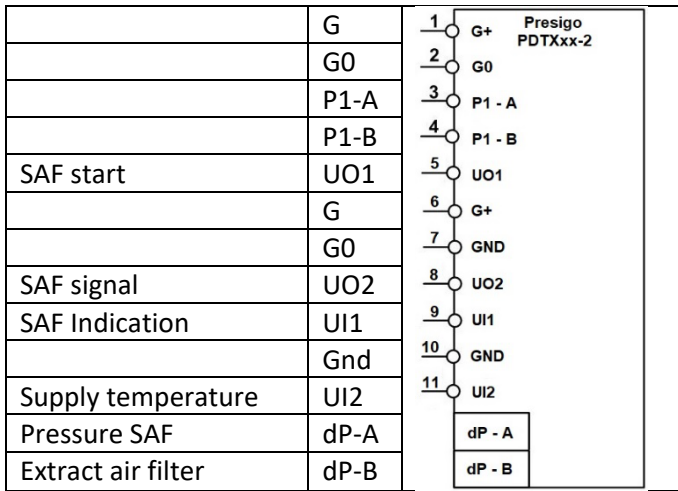 G
G0
P1-A
P1-B
SAF start UO1
G
G0
SAF signal UO2
SAF Indication UI1
Gnd
Supply temperature UI2
Pressure SAF dP-A
Extract air filter dP-B
Presigo
PDTXxx-2
1 G+
2 G0
3 P1 - A
4 P1 - B
5 UO1
6 G+
7 GND
8 UO2
9 UI1
10 GND
11 UI2
dP - A
dP - B